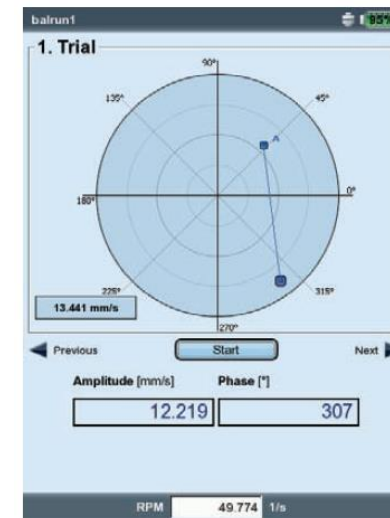 balrun1 95%
1. Trial
90°
135° 45°
A
180° 0°
225° 315°
13.441 mm/s
270°
Previous Start Next
Amplitude [mm/s] Phase [°]
12.219 307
RPM 49.774 1/s